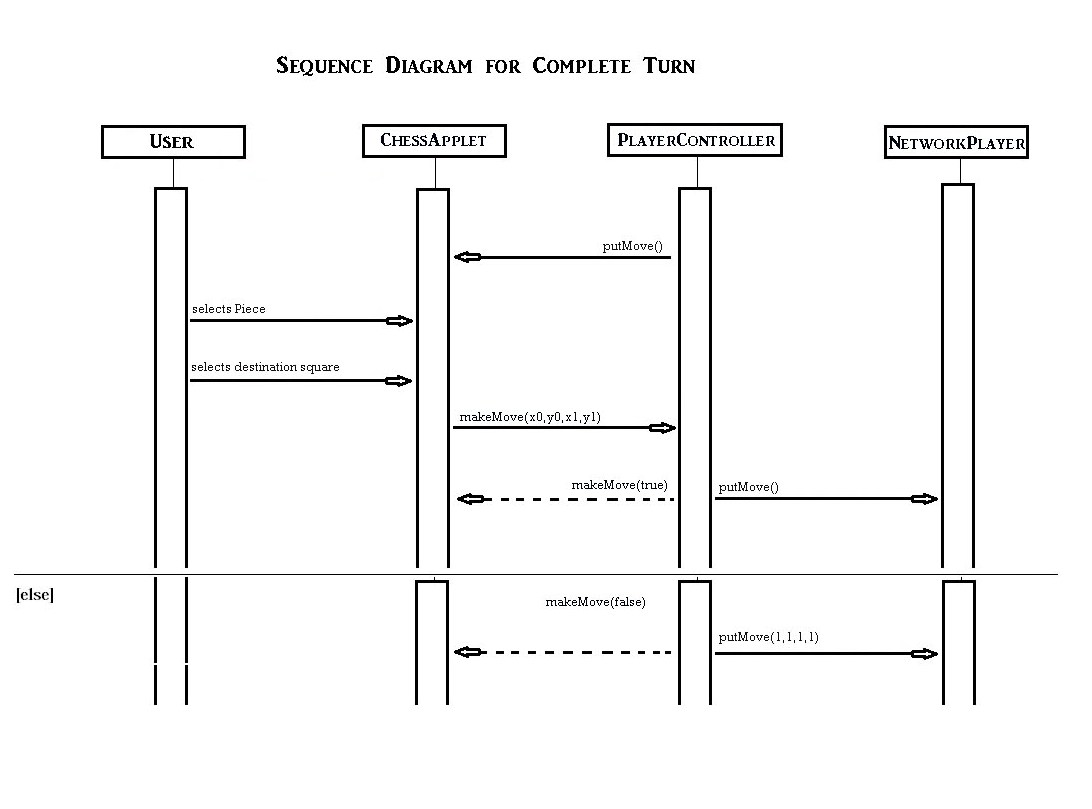 Sequence Diagram for Complete Turn
User
ChessApplet
PlayerController
NetworkPlayer
putMove()
selects Piece
selects destination square
makeMove(x0,y0,x1,y1)
makeMove(true)
putMove()
[else]
makeMove(false)
putMove(1,1,1,1)